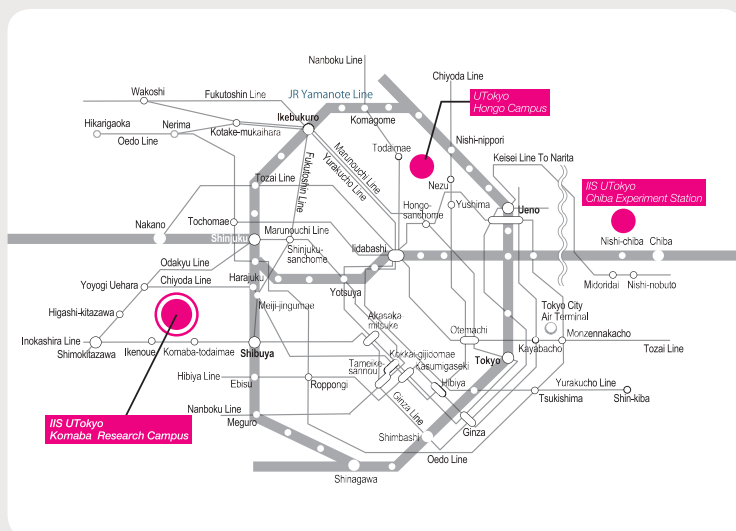 Nanboku Line
Chiyoda Line
Wakoshi
Fukutoshin Line
JR Yamanote Line
UTokyo
Hongo Campus
Hikarigaoka
Nerima
Ikebukuro
Komagome
Oedo Line
Kotake-mukaihara
Todaimae
Nishi-nippori
Keisei Line To Narita
Marunouchi Line
Yurakucho Line
Fukutoshin Line
Tozai Line
Nezu
IIS UTokyo
Chiba Experiment Station
Hongo-
sanshome
Yushima
Ueno
Nakano
Tochomae
Marunouchi Line
Shinjuku
Shinjuku-
sanchome
Iidabashi
Nishi-chiba
Chiba
Odakyu Line
Harajuku
Yoyogi Uehara
Chiyoda Line
Yotsuya
Midoridai
Nishi-nobuto
Meiji-jingumae
Higashi-kitazawa
Akasaka-
mitsuke
Tokyo City
Air Terminal
Inokashira Line
Otemachi
Monzennakacho
Shimokitazawa
Ikenoue
Komaba-todaimae
Shibuya
Kokkai-gijidomae
Tokyo
Kayabacho
Tozai Line
Tameike-
sannou
Kasumigaseki
Hibiya Line
Ebisu
Roppongi
Hibiya
Yurakucho Line
Tsukishima
Shin-kiba
Nanboku Line
Meguro
Ginza Line
IIS UTokyo
Komaba  Research Campus
Shimbashi
Ginza
Oedo Line
Shinagawa